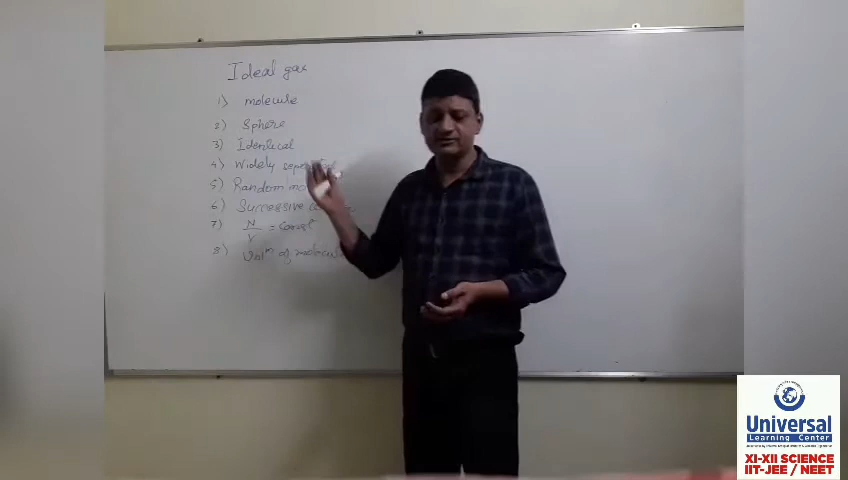 Ideal gas
1) molecule
2) Sphere
3) Identical
4) Widely
5) Random
6) Successive
7) N/V = const
8) Volⁿ of
Universal
Learning Center
XI-XII SCIENCE
IIT-JEE / NEET